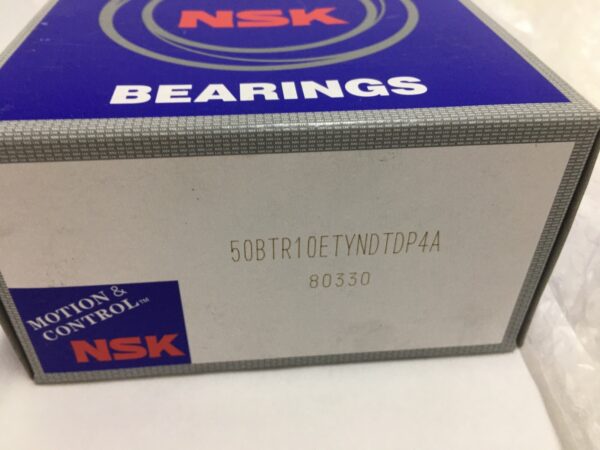 NSK
BEARINGS
50BTR10ETYNDTDP4A
80330
MOTION &
CONTROL™
NSK